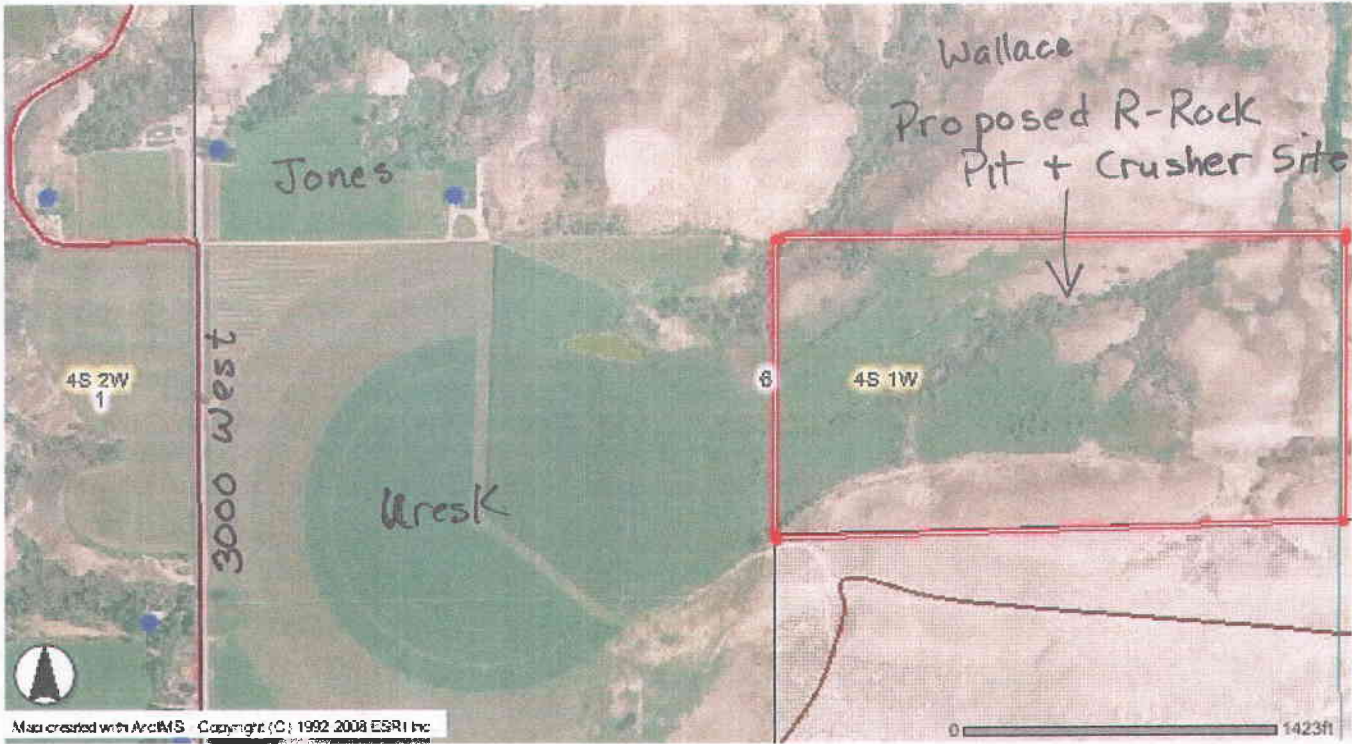 Wallace
Proposed R-Rock
Pit + Crusher Site
Jones
3000 West
4S 2W
1
6
4S 1W
Uresk
Map created with ArcIMS - Copyright (C) 1992-2008 ESRI Inc
0 1423ft